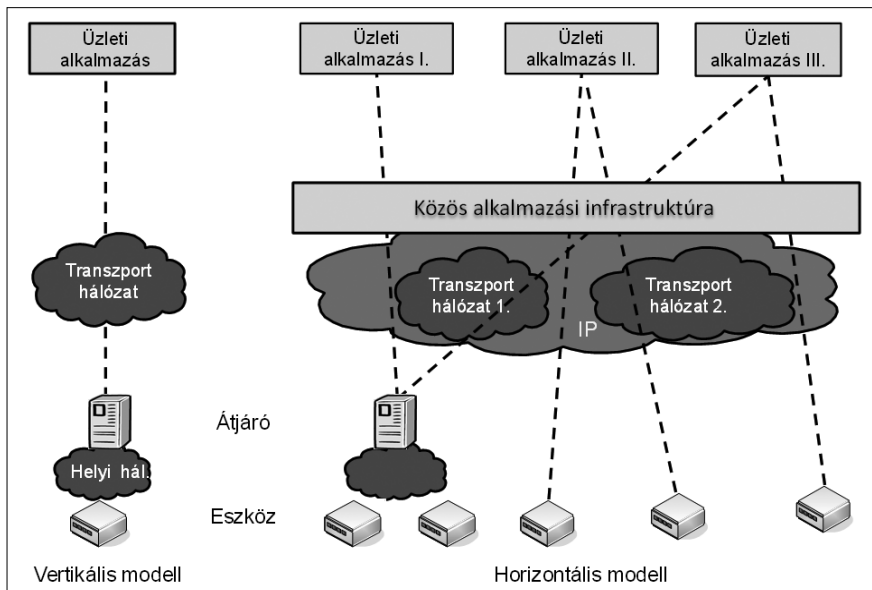 Üzleti
alkalmazás
Üzleti
alkalmazás I.
Üzleti
alkalmazás II.
Üzleti
alkalmazás III.
Közös alkalmazási infrastruktúra
Transzport
hálózat
Transzport
hálózat 1.
Transzport
hálózat 2.
IP
Átjáró
Helyi hál.
Eszköz
Vertikális modell
Horizontális modell